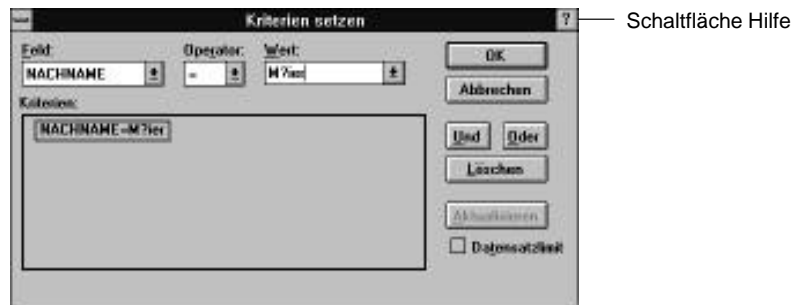 Kriterien setzen ?
Schaltfläche Hilfe
Feld: Operator: Wert:
NACHNAME = M?ier
OK
Abbrechen
Kriterien:
NACHNAME=M?ier
Und Oder
Löschen
Aktualisieren
Datensatzlimit